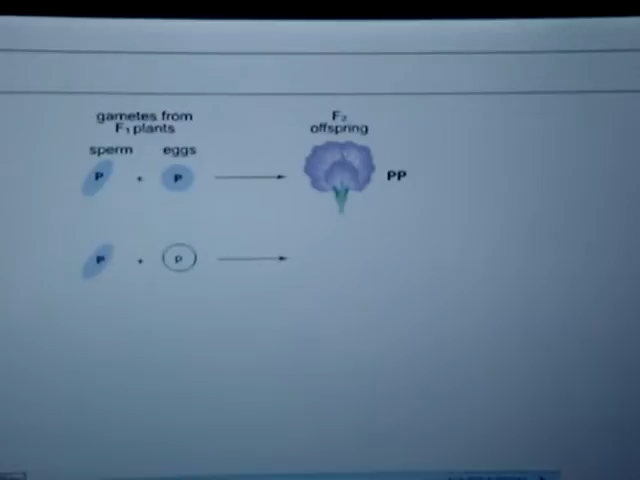 gametes from
F₁ plants
F₂
offspring
sperm
eggs
P + P
PP
P + p